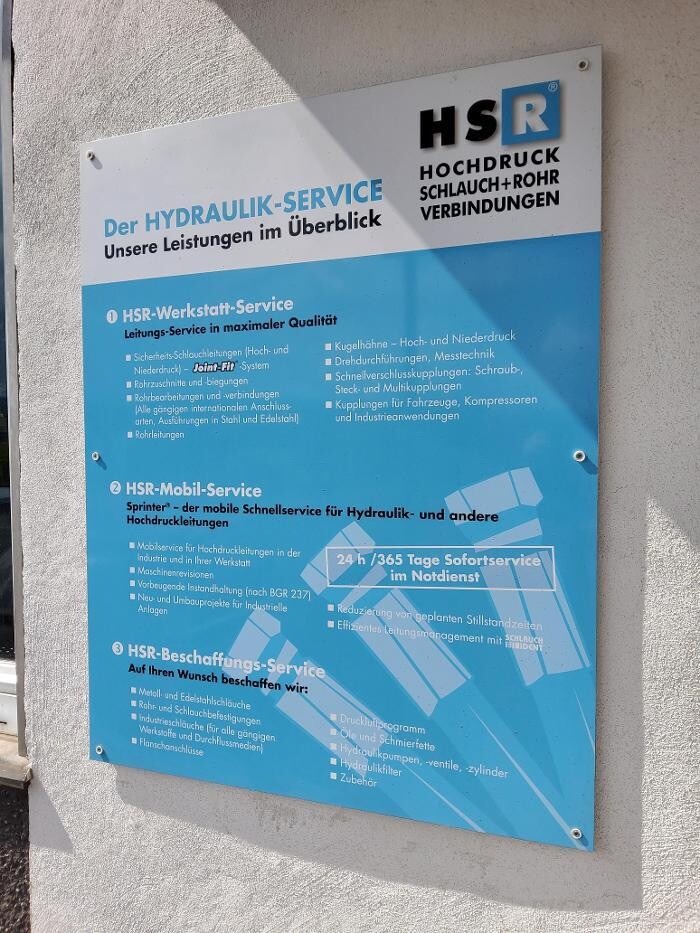 HSR®
HOCHDRUCK
SCHLAUCH+ROHR
VERBINDUNGEN
Der HYDRAULIK-SERVICE
Unsere Leistungen im Überblick
1 HSR-Werkstatt-Service
Leitungs-Service in maximaler Qualität
Sicherheits-Schlauchleitungen (Hoch- und
Niederdruck) – Joint-Fit®-System
Rohrzuschnitte und -biegungen
Rohrbearbeitungen und -verbindungen
(Alle gängigen internationalen Anschluss-
arten, Ausführungen in Stahl und Edelstahl)
Rohrleitungen
Kugelhähne – Hoch- und Niederdruck
Drehdurchführungen, Messtechnik
Schnellverschlusskupplungen: Schraub-,
Steck- und Multikupplungen
Kupplungen für Fahrzeuge, Kompressoren
und Industrieanwendungen
2 HSR-Mobil-Service
Sprinter® – der mobile Schnellservice für Hydraulik- und andere
Hochdruckleitungen
Mobilservice für Hochdruckleitungen in der
Industrie und in Ihrer Werkstatt
Maschinenrevisionen
Vorbeugende Instandhaltung (nach BGR 237)
Neu- und Umbauprojekte für Industrielle
Anlagen
24 h /365 Tage Sofortservice
im Notdienst
Reduzierung von geplanten Stillstandzeiten
Effizientes Leitungsmanagement mit SCHLAUCH
IDENT
3 HSR-Beschaffungs-Service
Auf Ihren Wunsch beschaffen wir:
Metall- und Edelstahlschläuche
Rohr- und Schlauchbefestigungen
Industrieschläuche (für alle gängigen
Werkstoffe und Durchflussmedien)
Flanschanschlüsse
Druckluftprogramm
Öle und Schmierfette
Hydraulikpumpen, -ventile, -zylinder
Hydraulikfilter
Zubehör